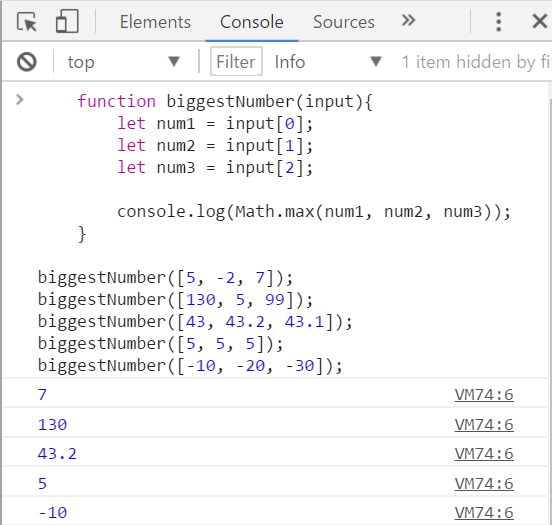 Elements Console Sources »
top ▼ Filter Info ▼ 1 item hidden by fi
> function biggestNumber(input){
let num1 = input[0];
let num2 = input[1];
let num3 = input[2];
console.log(Math.max(num1, num2, num3));
}
biggestNumber([5, -2, 7]);
biggestNumber([130, 5, 99]);
biggestNumber([43, 43.2, 43.1]);
biggestNumber([5, 5, 5]);
biggestNumber([-10, -20, -30]);
7 VM74:6
130 VM74:6
43.2 VM74:6
5 VM74:6
-10 VM74:6